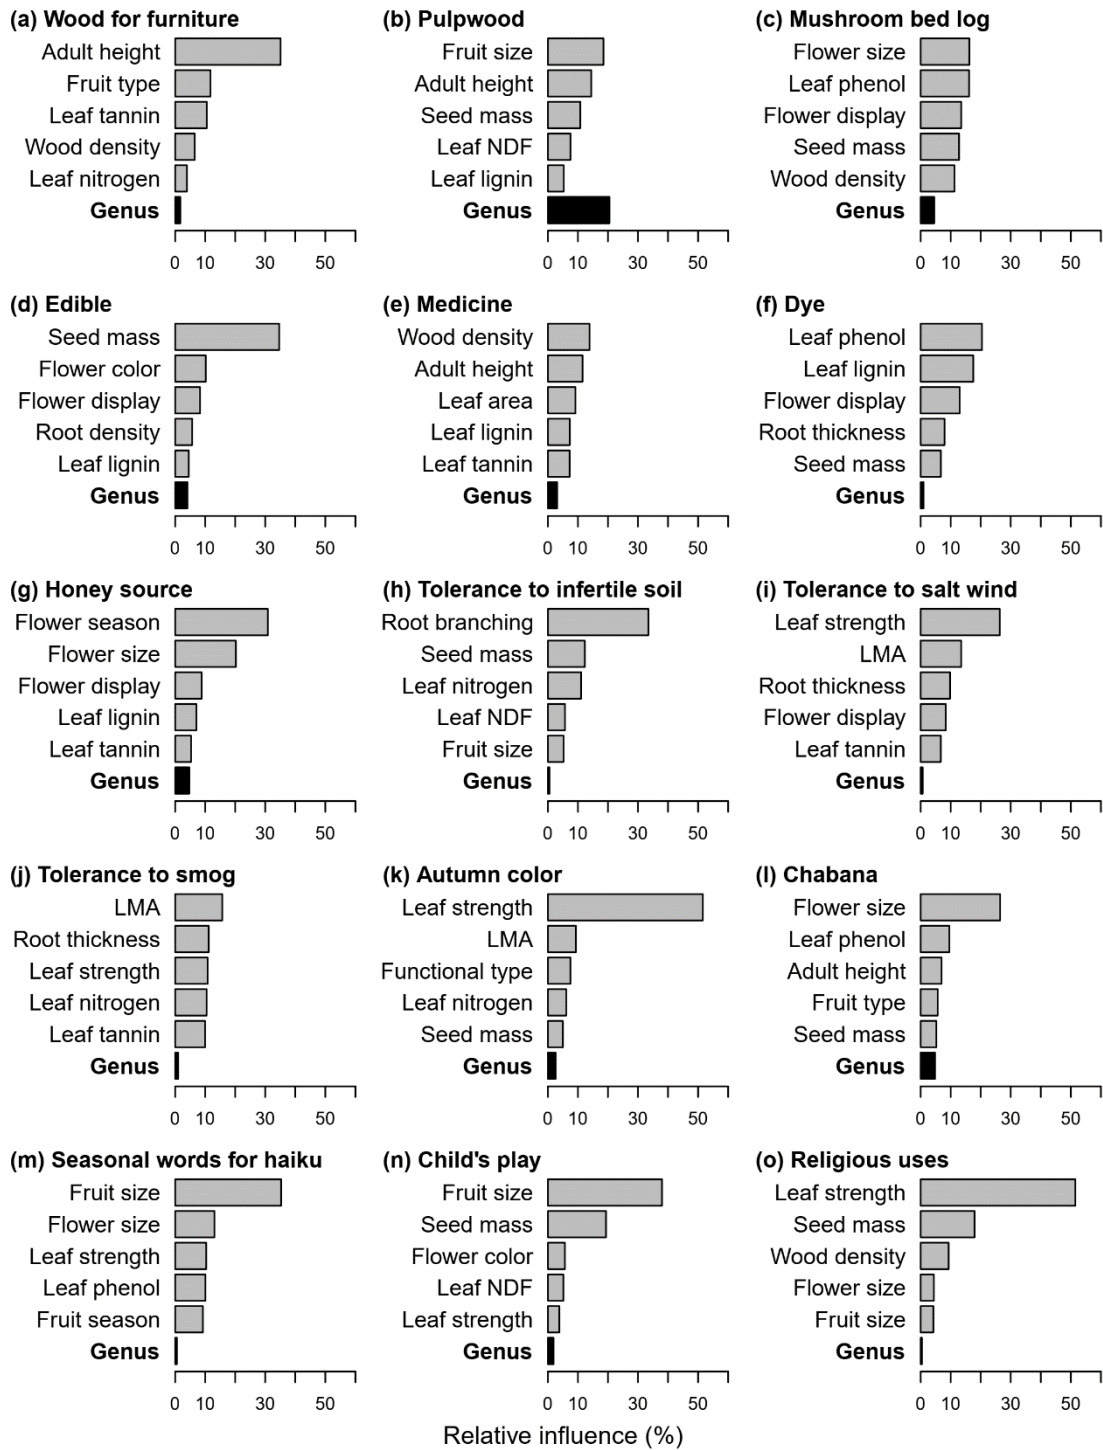 (a) Wood for furniture
Adult height
Fruit type
Leaf tannin
Wood density
Leaf nitrogen
Genus
0 10 30 50
(b) Pulpwood
Fruit size
Adult height
Seed mass
Leaf NDF
Leaf lignin
Genus
0 10 30 50
(c) Mushroom bed log
Flower size
Leaf phenol
Flower display
Seed mass
Wood density
Genus
0 10 30 50
(d) Edible
Seed mass
Flower color
Flower display
Root density
Leaf lignin
Genus
0 10 30 50
(e) Medicine
Wood density
Adult height
Leaf area
Leaf lignin
Leaf tannin
Genus
0 10 30 50
(f) Dye
Leaf phenol
Leaf lignin
Flower display
Root thickness
Seed mass
Genus
0 10 30 50
(g) Honey source
Flower season
Flower size
Flower display
Leaf lignin
Leaf tannin
Genus
0 10 30 50
(h) Tolerance to infertile soil
Root branching
Seed mass
Leaf nitrogen
Leaf NDF
Fruit size
Genus
0 10 30 50
(i) Tolerance to salt wind
Leaf strength
LMA
Root thickness
Flower display
Leaf tannin
Genus
0 10 30 50
(j) Tolerance to smog
LMA
Root thickness
Leaf strength
Leaf nitrogen
Leaf tannin
Genus
0 10 30 50
(k) Autumn color
Leaf strength
LMA
Functional type
Leaf nitrogen
Seed mass
Genus
0 10 30 50
(l) Chabana
Flower size
Leaf phenol
Adult height
Fruit type
Seed mass
Genus
0 10 30 50
(m) Seasonal words for haiku
Fruit size
Flower size
Leaf strength
Leaf phenol
Fruit season
Genus
0 10 30 50
(n) Child's play
Fruit size
Seed mass
Flower color
Leaf NDF
Leaf strength
Genus
0 10 30 50
(o) Religious uses
Leaf strength
Seed mass
Wood density
Flower size
Fruit size
Genus
0 10 30 50
Relative influence (%)